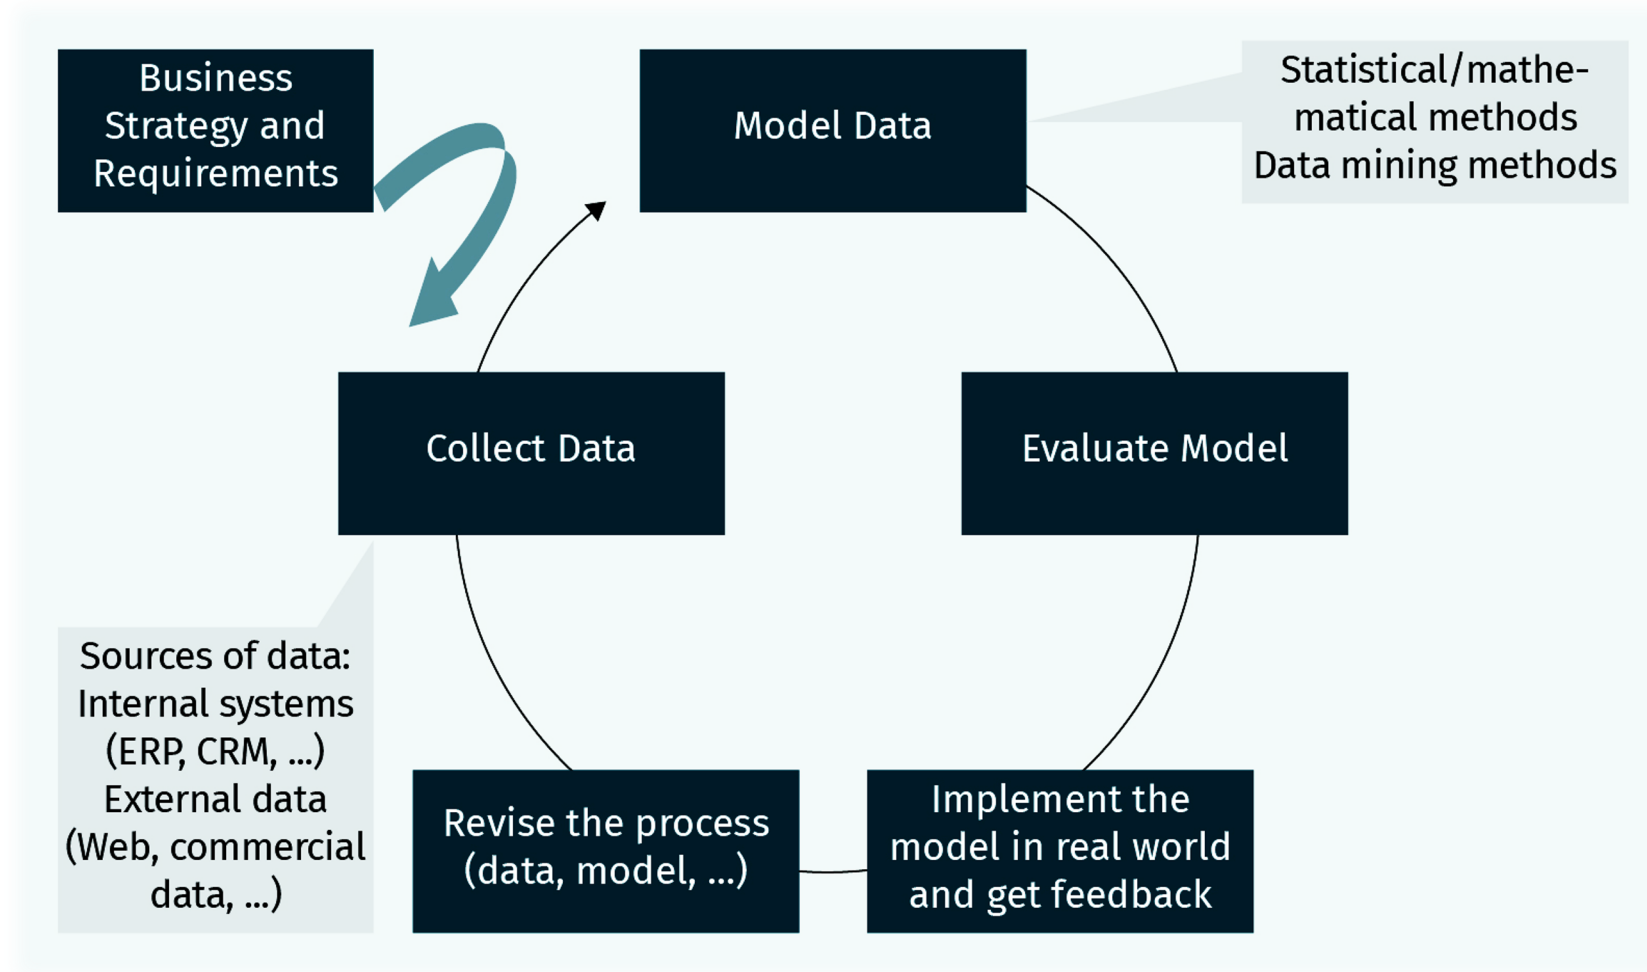 Business
Strategy and
Requirements
Model Data
Statistical/mathe-
matical methods
Data mining methods
Collect Data
Evaluate Model
Sources of data:
Internal systems
(ERP, CRM, ...)
External data
(Web, commercial
data, ...)
Revise the process
(data, model, ...)
Implement the
model in real world
and get feedback